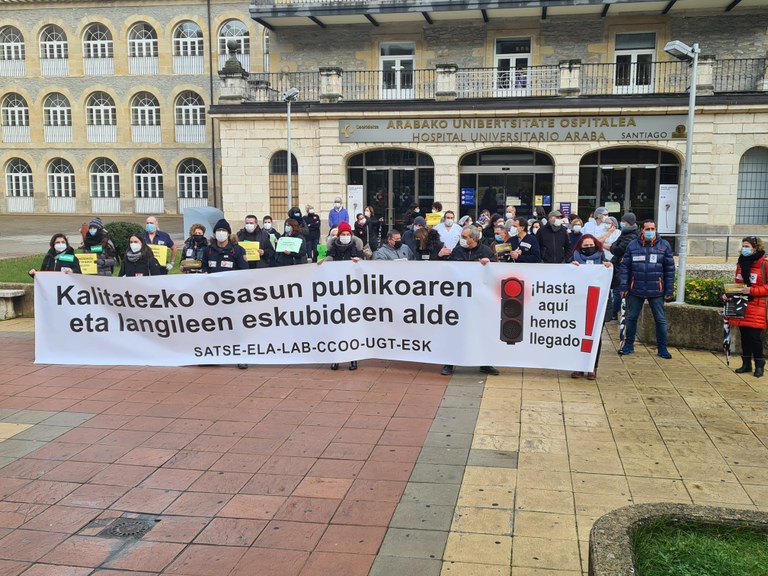 ARABAKO UNIBERTSITATE OSPITALEA
HOSPITAL UNIVERSITARIO ARABA
SANTIAGO
Kalitatezko osasun publikoaren
eta langileen eskubideen alde
SATSE-ELA-LAB-CCOO-UGT-ESK
¡Hasta
aquí
hemos
llegado!